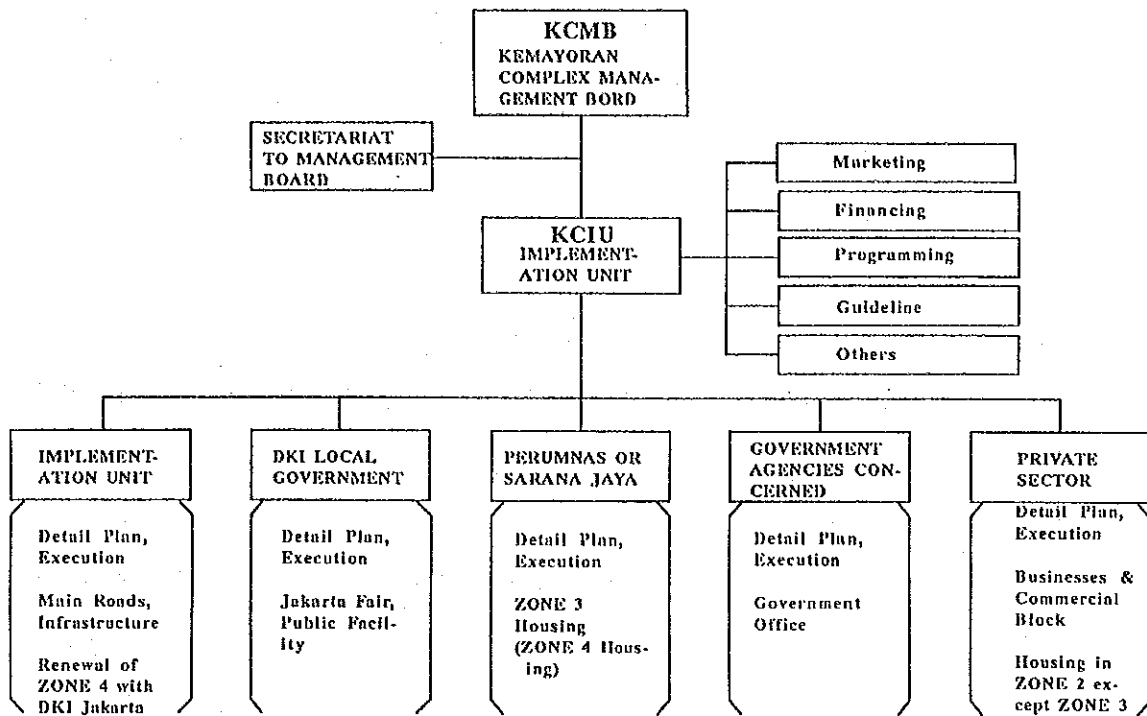 KCMB
KEMAYORAN
COMPLEX MANA-
GEMENT BORD
SECRETARIAT
TO MANAGEMENT
BOARD
Marketing
Financing
Programming
Guideline
Others
KCIU
IMPLEMENT-
ATION UNIT
IMPLEMENT-
ATION UNIT
Detail Plan,
Execution
Main Roads,
Infrastructure
Renewal of
ZONE 4 with
DKI Jakarta
DKI LOCAL
GOVERNMENT
Detail Plan,
Execution
Jakarta Fair,
Public Facil-
ity
PERUMNAS OR
SARANA JAYA
Detail Plan,
Execution
ZONE 3
Housing
(ZONE 4 Hous-
ing)
GOVERNMENT
AGENCIES CON-
CERNED
Detail Plan,
Execution
Government
Office
PRIVATE
SECTOR
Detail Plan,
Execution
Businesses &
Commercial
Block
Housing in
ZONE 2 ex-
cept ZONE 3